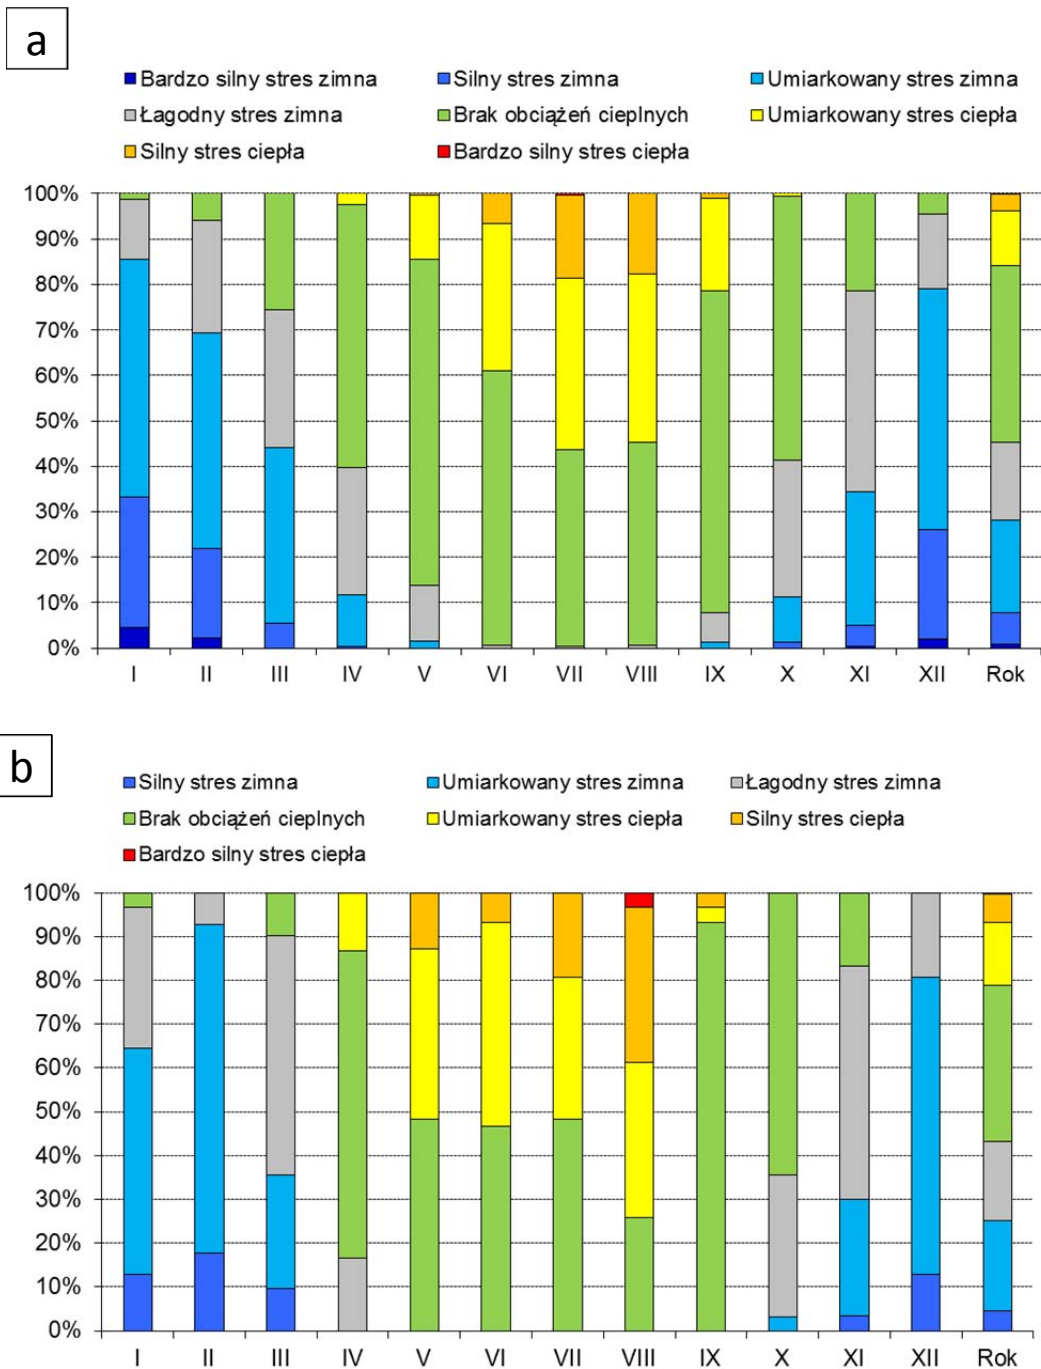 a
Bardzo silny stres zimna Silny stres zimna Umiarkowany stres zimna
Łagodny stres zimna Brak obciążeń cieplnych Umiarkowany stres ciepła
Silny stres ciepła Bardzo silny stres ciepła
100%
90%
80%
70%
60%
50%
40%
30%
20%
10%
0%
I II III IV V VI VII VIII IX X XI XII Rok
b
Silny stres zimna Umiarkowany stres zimna Łagodny stres zimna
Brak obciążeń cieplnych Umiarkowany stres ciepła Silny stres ciepła
Bardzo silny stres ciepła
100%
90%
80%
70%
60%
50%
40%
30%
20%
10%
0%
I II III IV V VI VII VIII IX X XI XII Rok